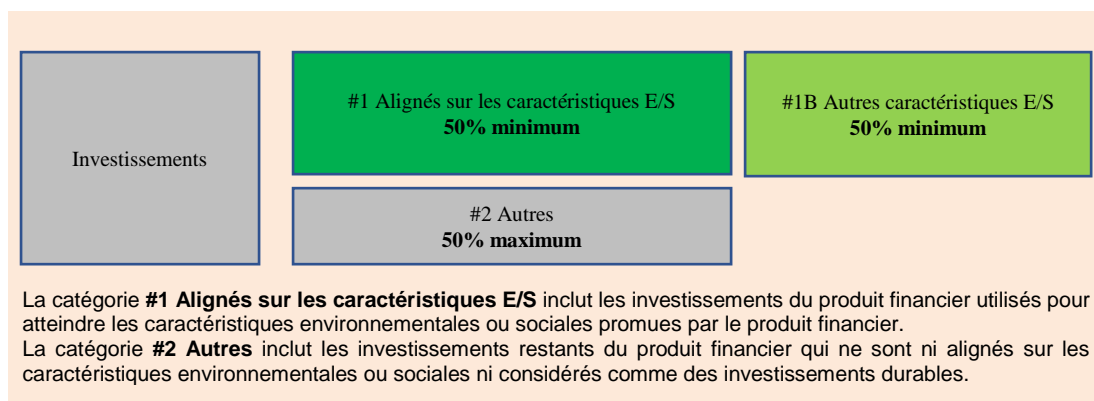 Investissements
#1 Alignés sur les caractéristiques E/S
50% minimum
#1B Autres caractéristiques E/S
50% minimum
#2 Autres
50% maximum
La catégorie #1 Alignés sur les caractéristiques E/S inclut les investissements du produit financier utilisés pour
atteindre les caractéristiques environnementales ou sociales promues par le produit financier.
La catégorie #2 Autres inclut les investissements restants du produit financier qui ne sont ni alignés sur les
caractéristiques environnementales ou sociales ni considérés comme des investissements durables.